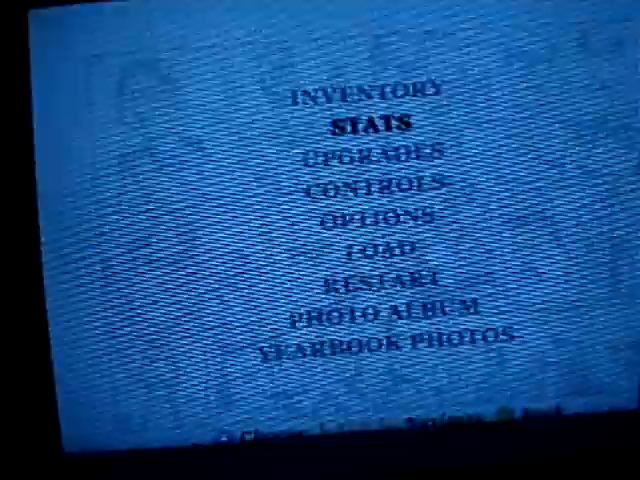 INVENTORY
STATS
UPGRADES
CONTROLS
OPTIONS
LOAD
RESTART
PHOTO ALBUM
YEARBOOK PHOTOS